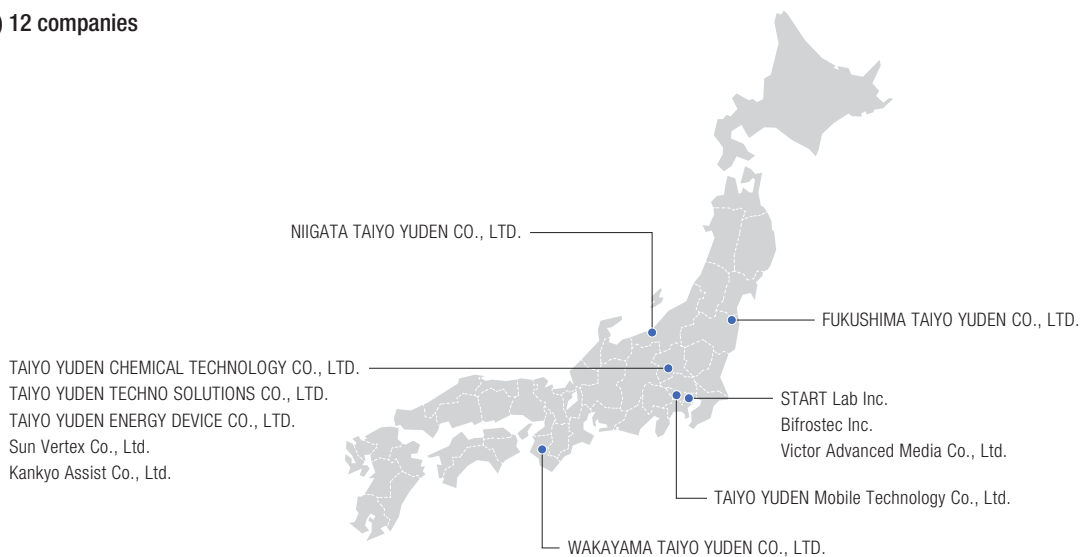 ) 12 companies
NIIGATA TAIYO YUDEN CO., LTD.
FUKUSHIMA TAIYO YUDEN CO., LTD.
TAIYO YUDEN CHEMICAL TECHNOLOGY CO., LTD.
TAIYO YUDEN TECHNO SOLUTIONS CO., LTD.
TAIYO YUDEN ENERGY DEVICE CO., LTD.
Sun Vertex Co., Ltd.
Kankyo Assist Co., Ltd.
START Lab Inc.
Bifrostec Inc.
Victor Advanced Media Co., Ltd.
TAIYO YUDEN Mobile Technology Co., Ltd.
WAKAYAMA TAIYO YUDEN CO., LTD.